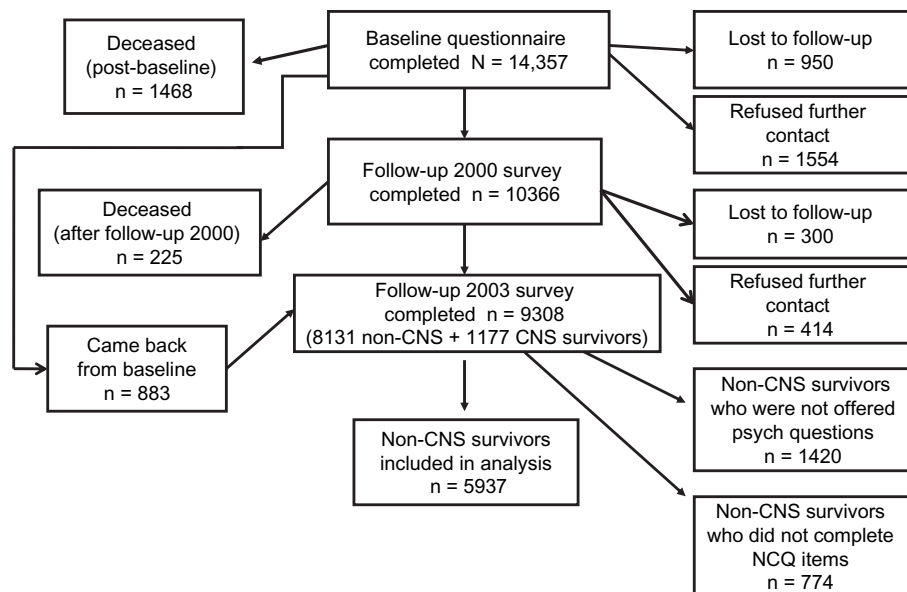 Deceased
(post-baseline)
n = 1468
Baseline questionnaire
completed N = 14,357
Lost to follow-up
n = 950
Refused further
contact
n = 1554
Follow-up 2000 survey
completed n = 10366
Deceased
(after follow-up 2000)
n = 225
Lost to follow-up
n = 300
Refused further
contact
n = 414
Follow-up 2003 survey
completed n = 9308
(8131 non-CNS + 1177 CNS survivors)
Came back
from baseline
n = 883
Non-CNS survivors
included in analysis
n = 5937
Non-CNS survivors
who were not offered
psych questions
n = 1420
Non-CNS survivors
who did not complete
NCQ items
n = 774